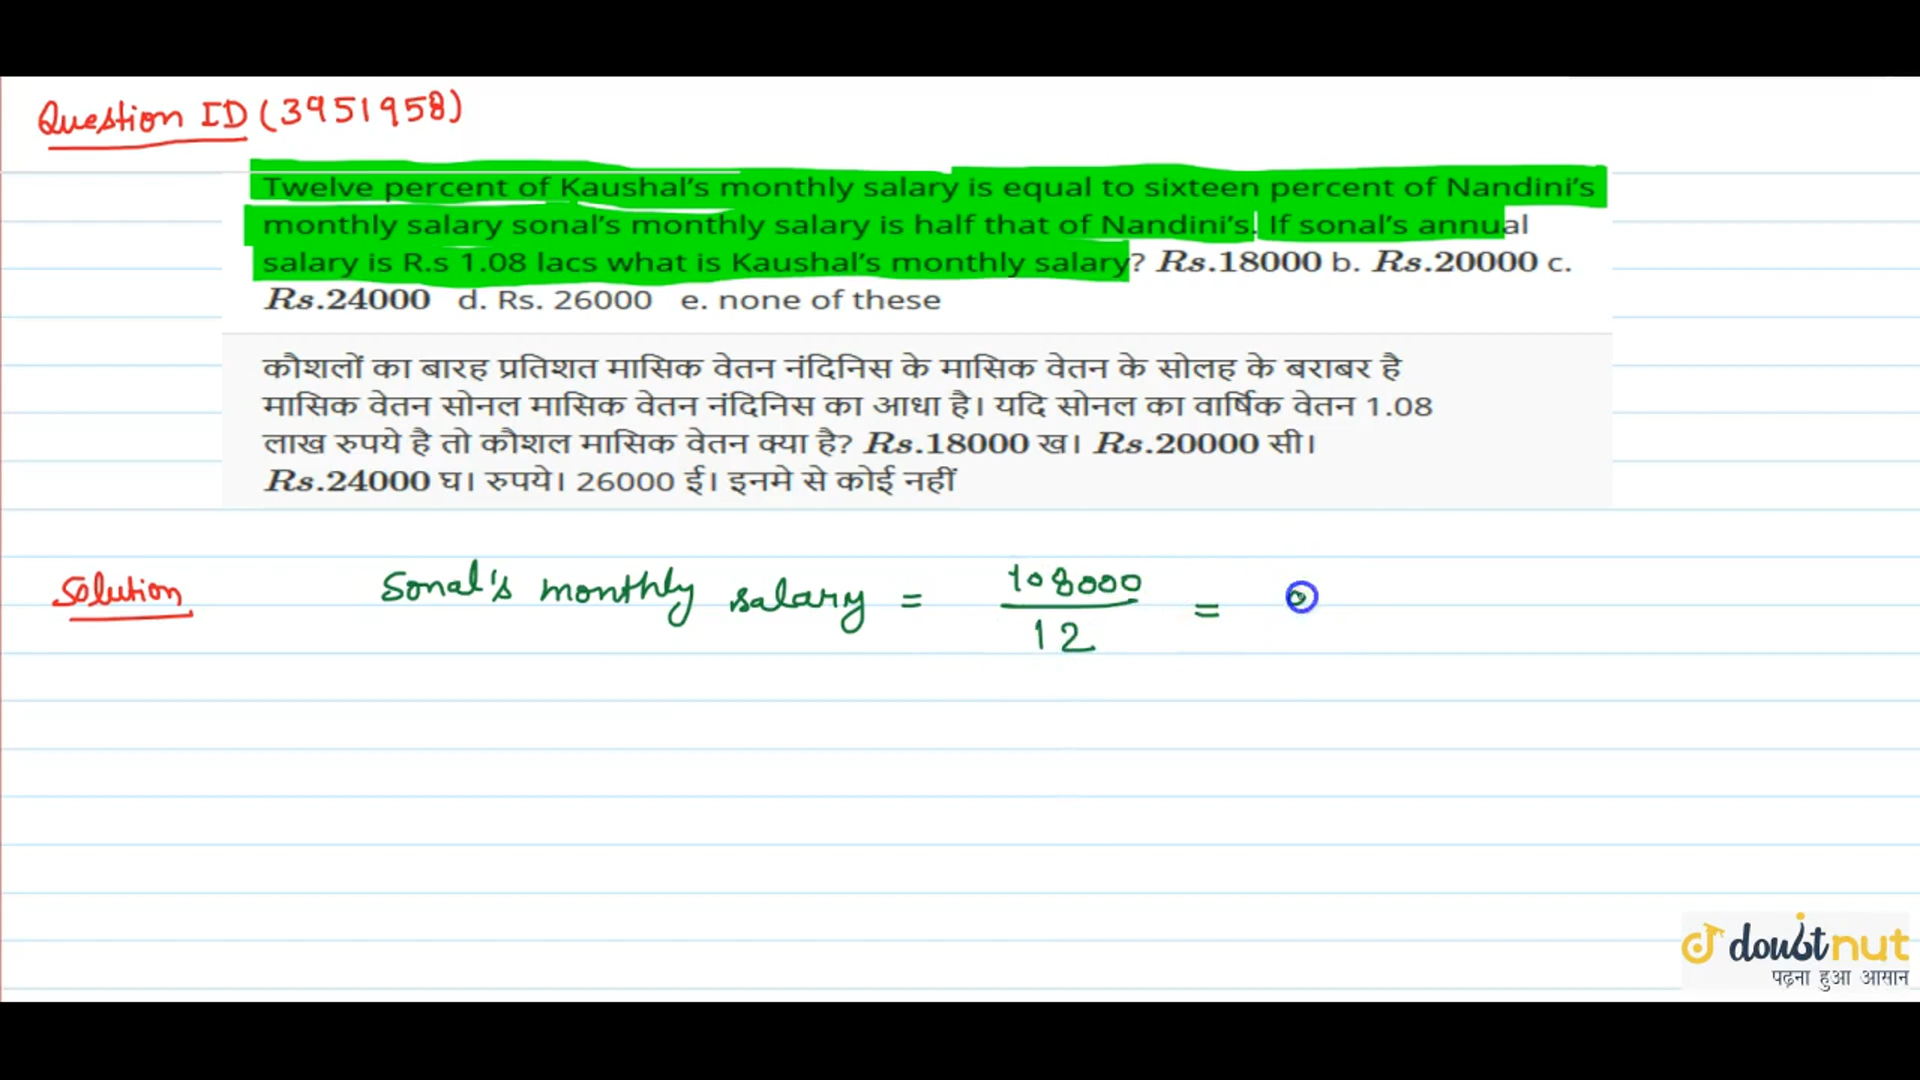 Question ID (3951958)
Twelve percent of Kaushal's monthly salary is equal to sixteen percent of Nandini's
monthly salary sonal's monthly salary is half that of Nandini's. If sonal's annual
salary is R.s 1.08 lacs what is Kaushal's monthly salary? Rs.18000 b. Rs.20000 c.
Rs.24000 d. Rs. 26000 e. none of these
कौशलों का बारह प्रतिशत मासिक वेतन नंदिनिस के मासिक वेतन के सोलह के बराबर है
मासिक वेतन सोनल मासिक वेतन नंदिनिस का आधा है। यदि सोनल का वार्षिक वेतन 1.08
लाख रुपये है तो कौशल मासिक वेतन क्या है? Rs.18000 ख। Rs.20000 सी।
Rs.24000 घ। रुपये। 26000 ई। इनमे से कोई नहीं
Solution Sonal's monthly salary = 108000 / 12 =
doubtnut
पढ़ना हुआ आसान